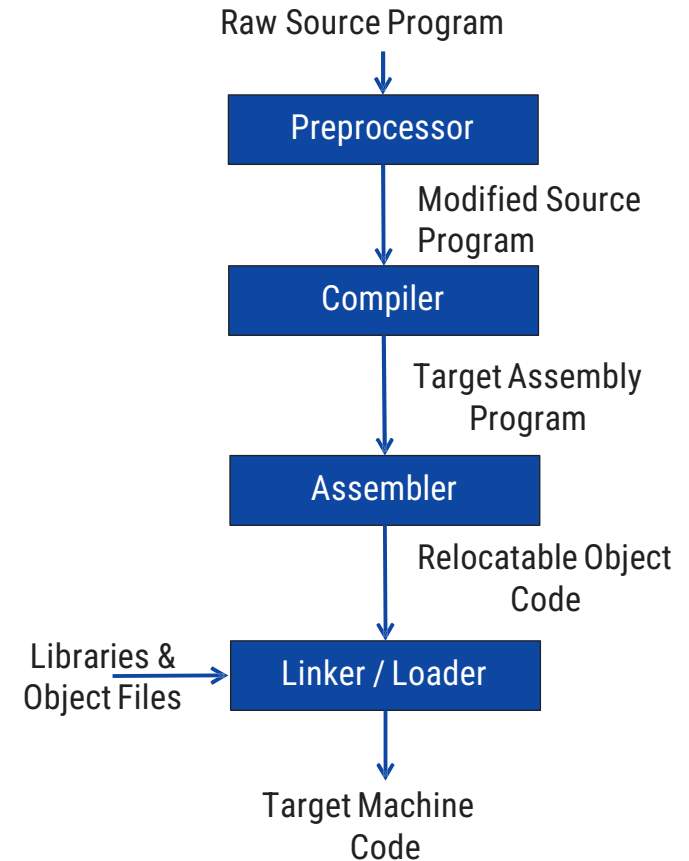 Raw Source Program
Preprocessor
Modified Source
Program
Compiler
Target Assembly
Program
Assembler
Relocatable Object
Code
Libraries &
Object Files
Linker / Loader
Target Machine
Code